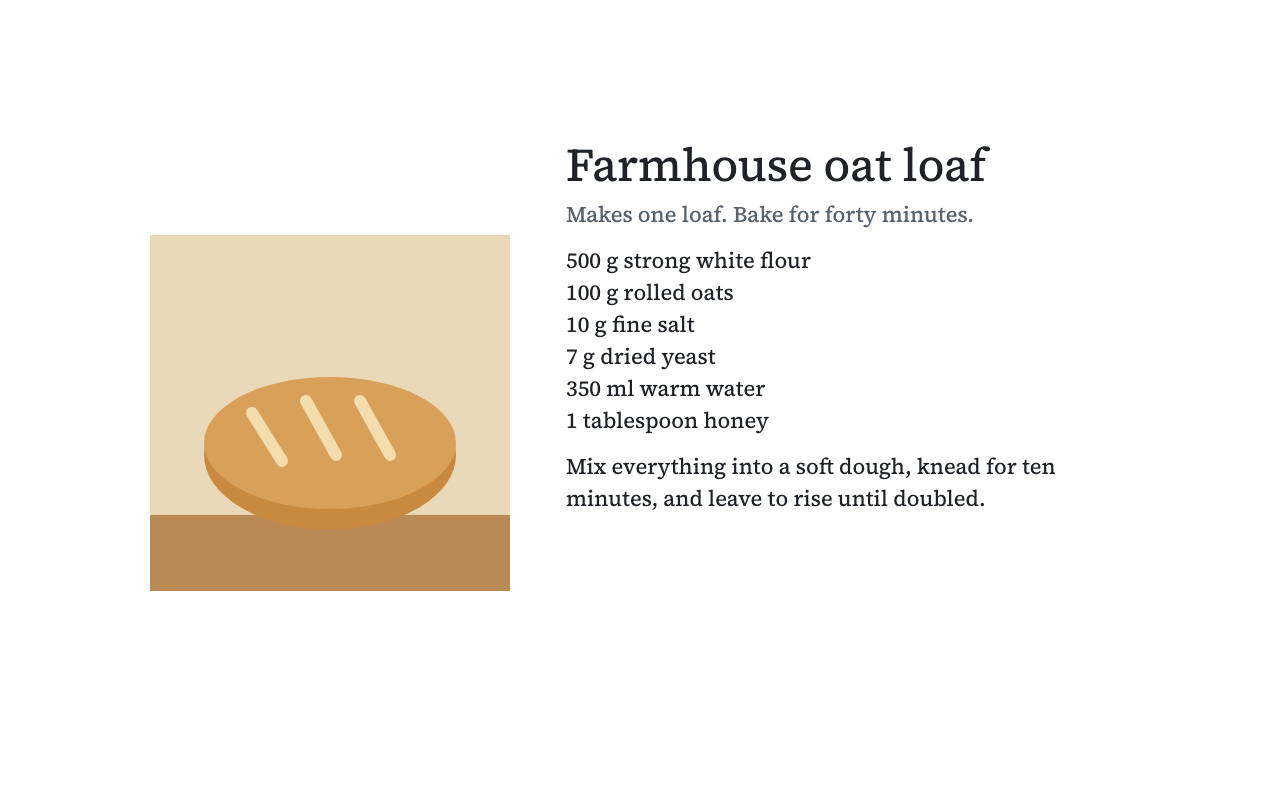 Farmhouse oat loaf
Makes one loaf. Bake for forty minutes.
500 g strong white flour
100 g rolled oats
10 g fine salt
7 g dried yeast
350 ml warm water
1 tablespoon honey
Mix everything into a soft dough, knead for ten
minutes, and leave to rise until doubled.